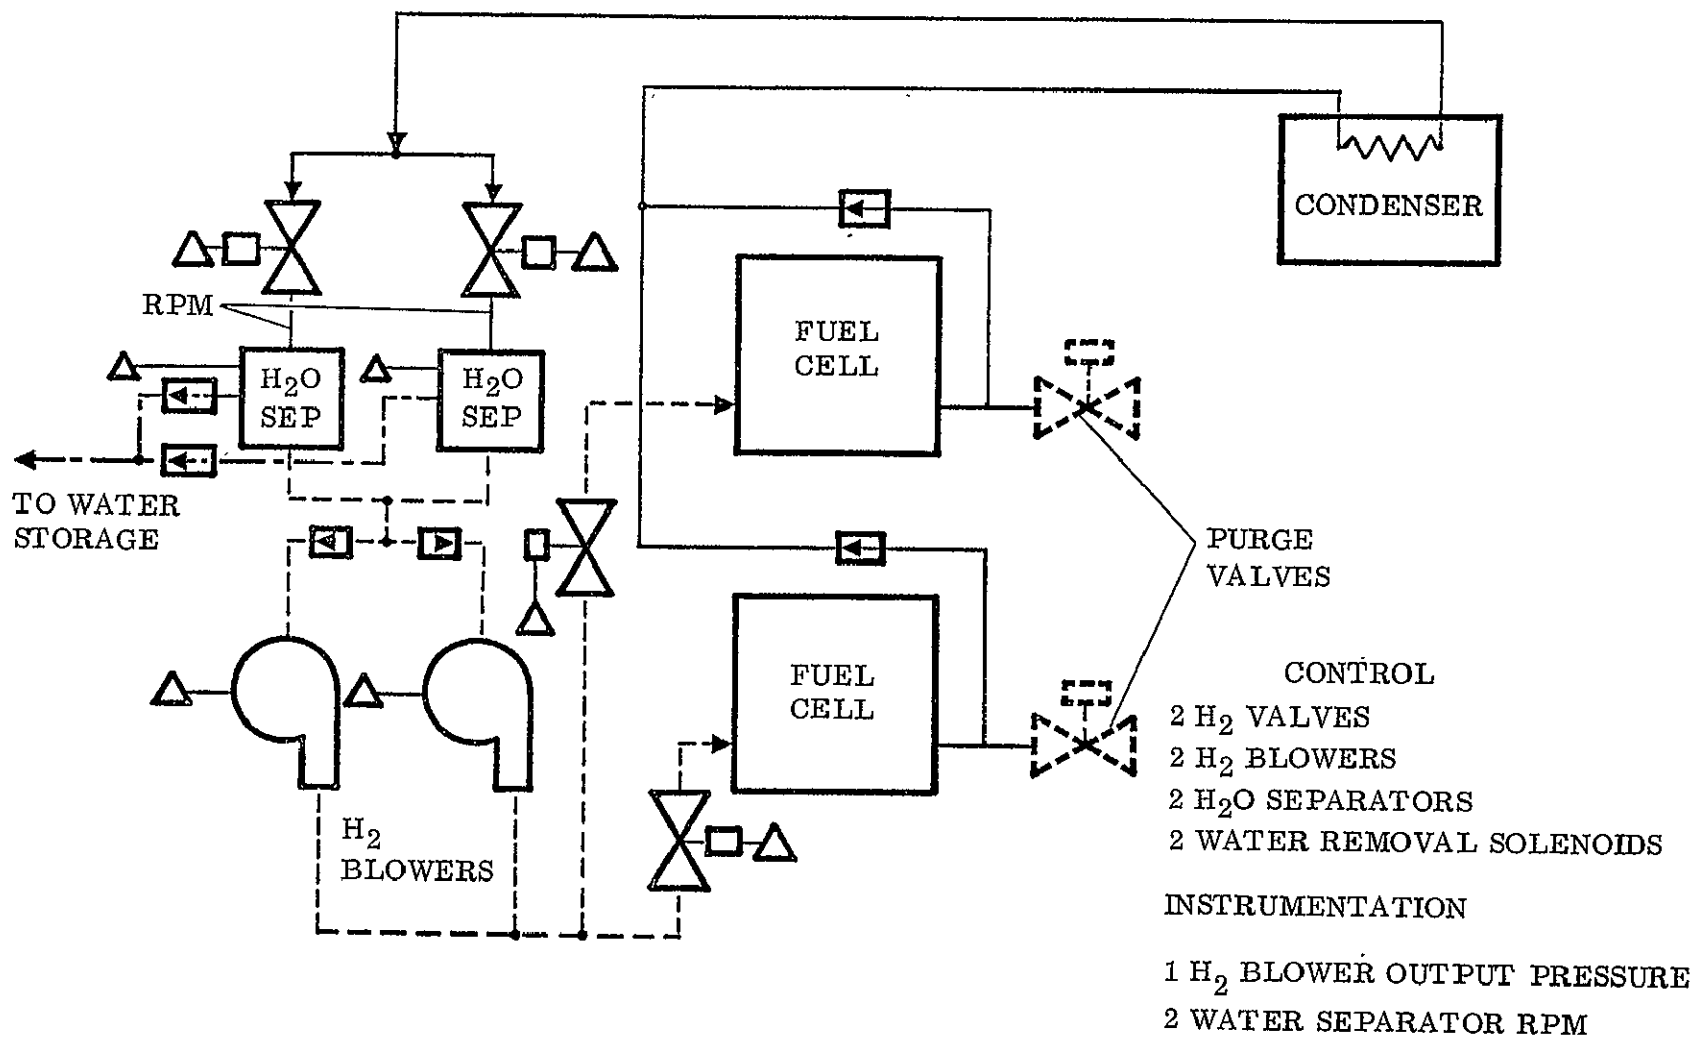 CONDENSER
RPM
FUEL
CELL
H2O
SEP
H2O
SEP
TO WATER
STORAGE
PURGE
VALVES
FUEL
CELL
H2
BLOWERS
CONTROL
2 H2 VALVES
2 H2 BLOWERS
2 H2O SEPARATORS
2 WATER REMOVAL SOLENOIDS
INSTRUMENTATION
1 H2 BLOWER OUTPUT PRESSURE
2 WATER SEPARATOR RPM